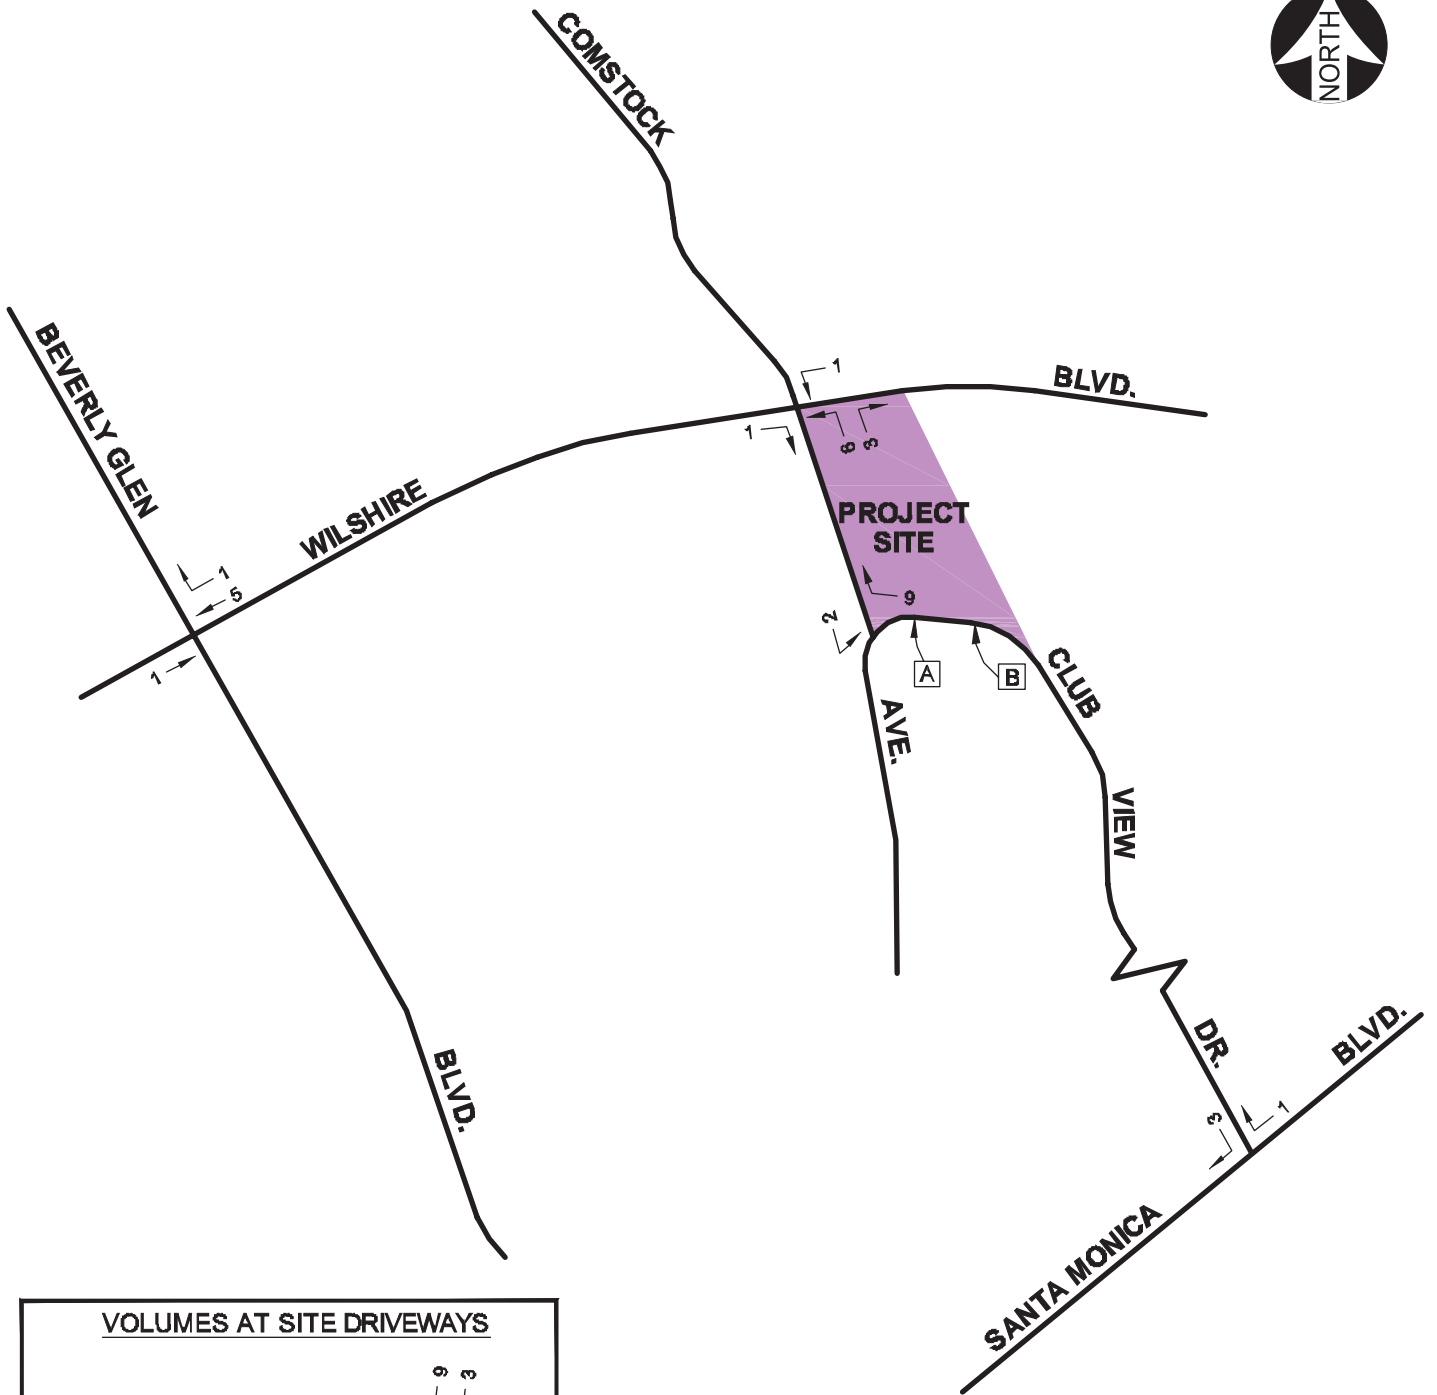 NORTH
COMSTOCK
BEVERLY GLEN
1
BLVD.
1
6 3
WILSHIRE
PROJECT
SITE
1
5
9
2
1
A
B
CLUB
AVE.
VIEW
BLVD.
DR.
BLVD.
3
1
SANTA MONICA
VOLUMES AT SITE DRIVEWAYS
9 3